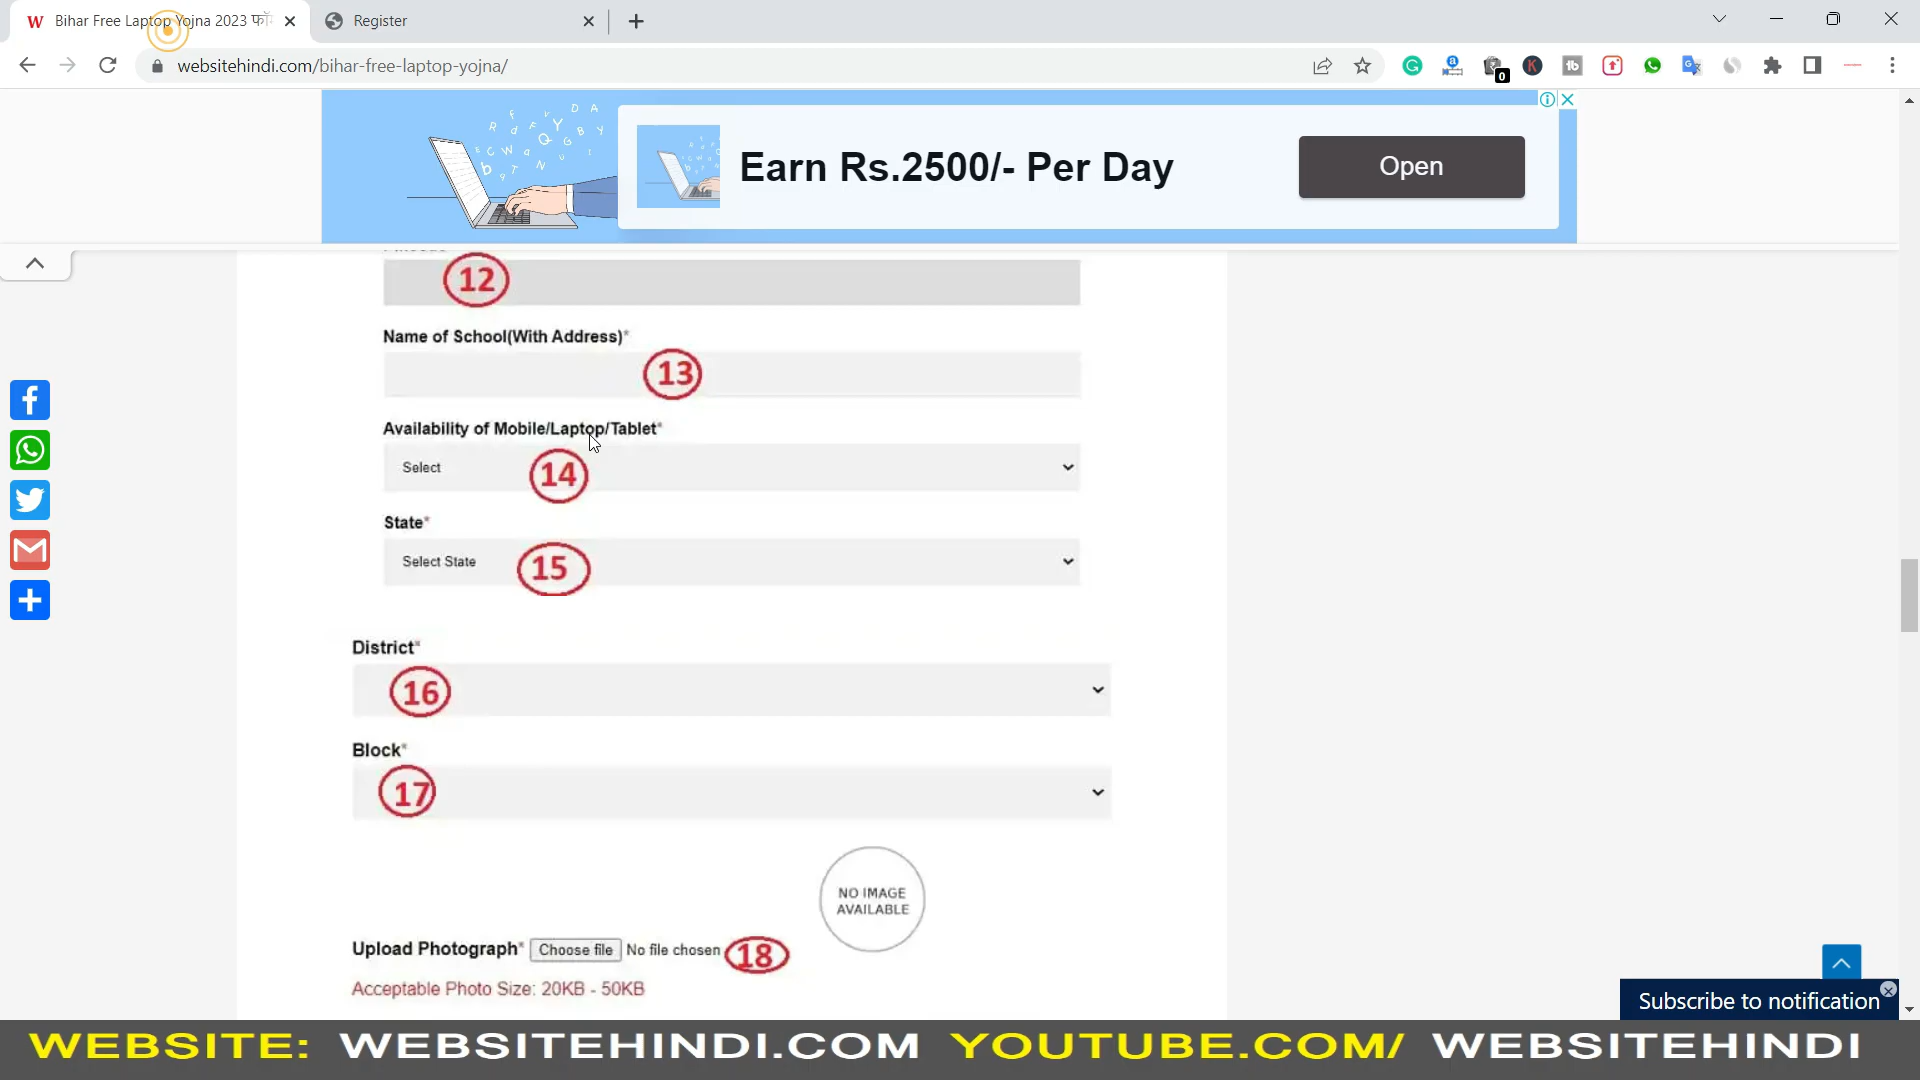 Bihar Free Laptop Yojna 2023 फॉ
Register
websitehindi.com/bihar-free-laptop-yojna/
0
Earn Rs.2500/- Per Day
Open
12
Name of School(With Address)*
13
Availability of Mobile/Laptop/Tablet*
Select
14
State*
Select State
15
District*
16
Block*
17
NO IMAGE
AVAILABLE
Upload Photograph* Choose file No file chosen 18
Acceptable Photo Size: 20KB - 50KB
Subscribe to notification
WEBSITE: WEBSITEHINDI.COM YOUTUBE.COM/ WEBSITEHINDI